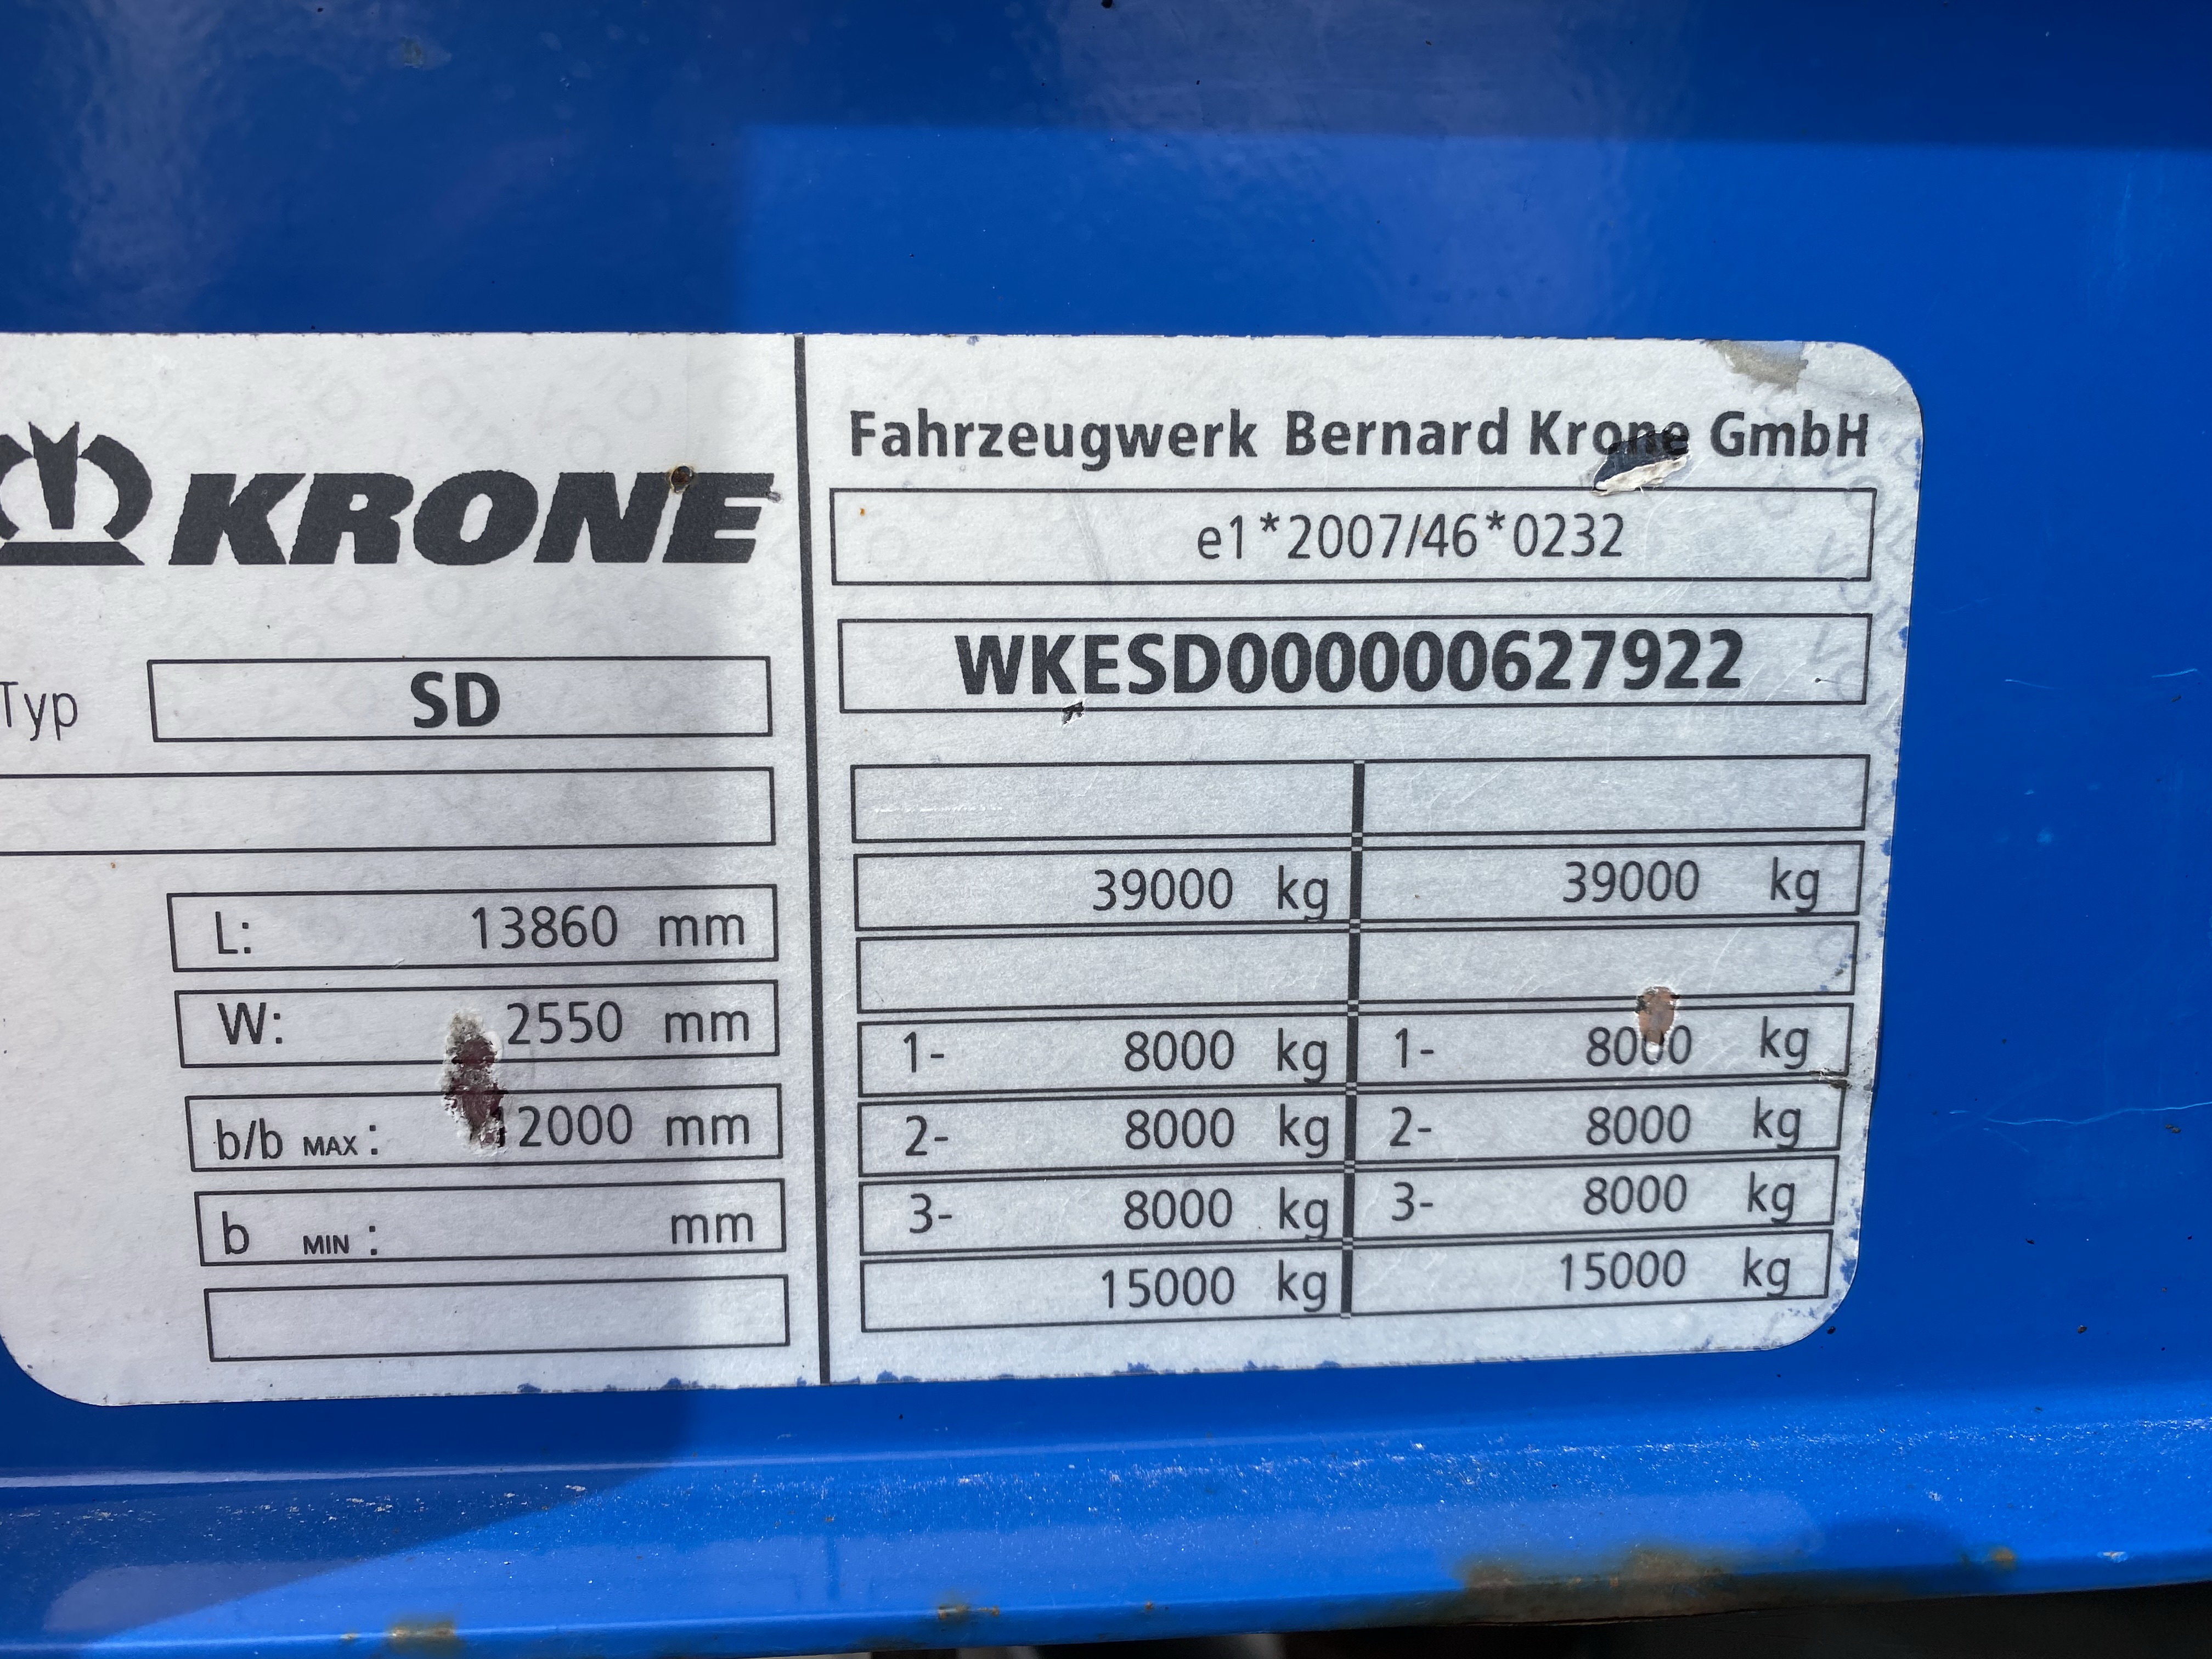 KRONE
Typ SD
L: 13860 mm
W: 2550 mm
b/b MAX: 12000 mm
b MIN: mm
Fahrzeugwerk Bernard Krone GmbH
e1*2007/46*0232
WKESD000000627922
39000 kg 39000 kg
1- 8000 kg 1- 8000 kg
2- 8000 kg 2- 8000 kg
3- 8000 kg 3- 8000 kg
15000 kg 15000 kg